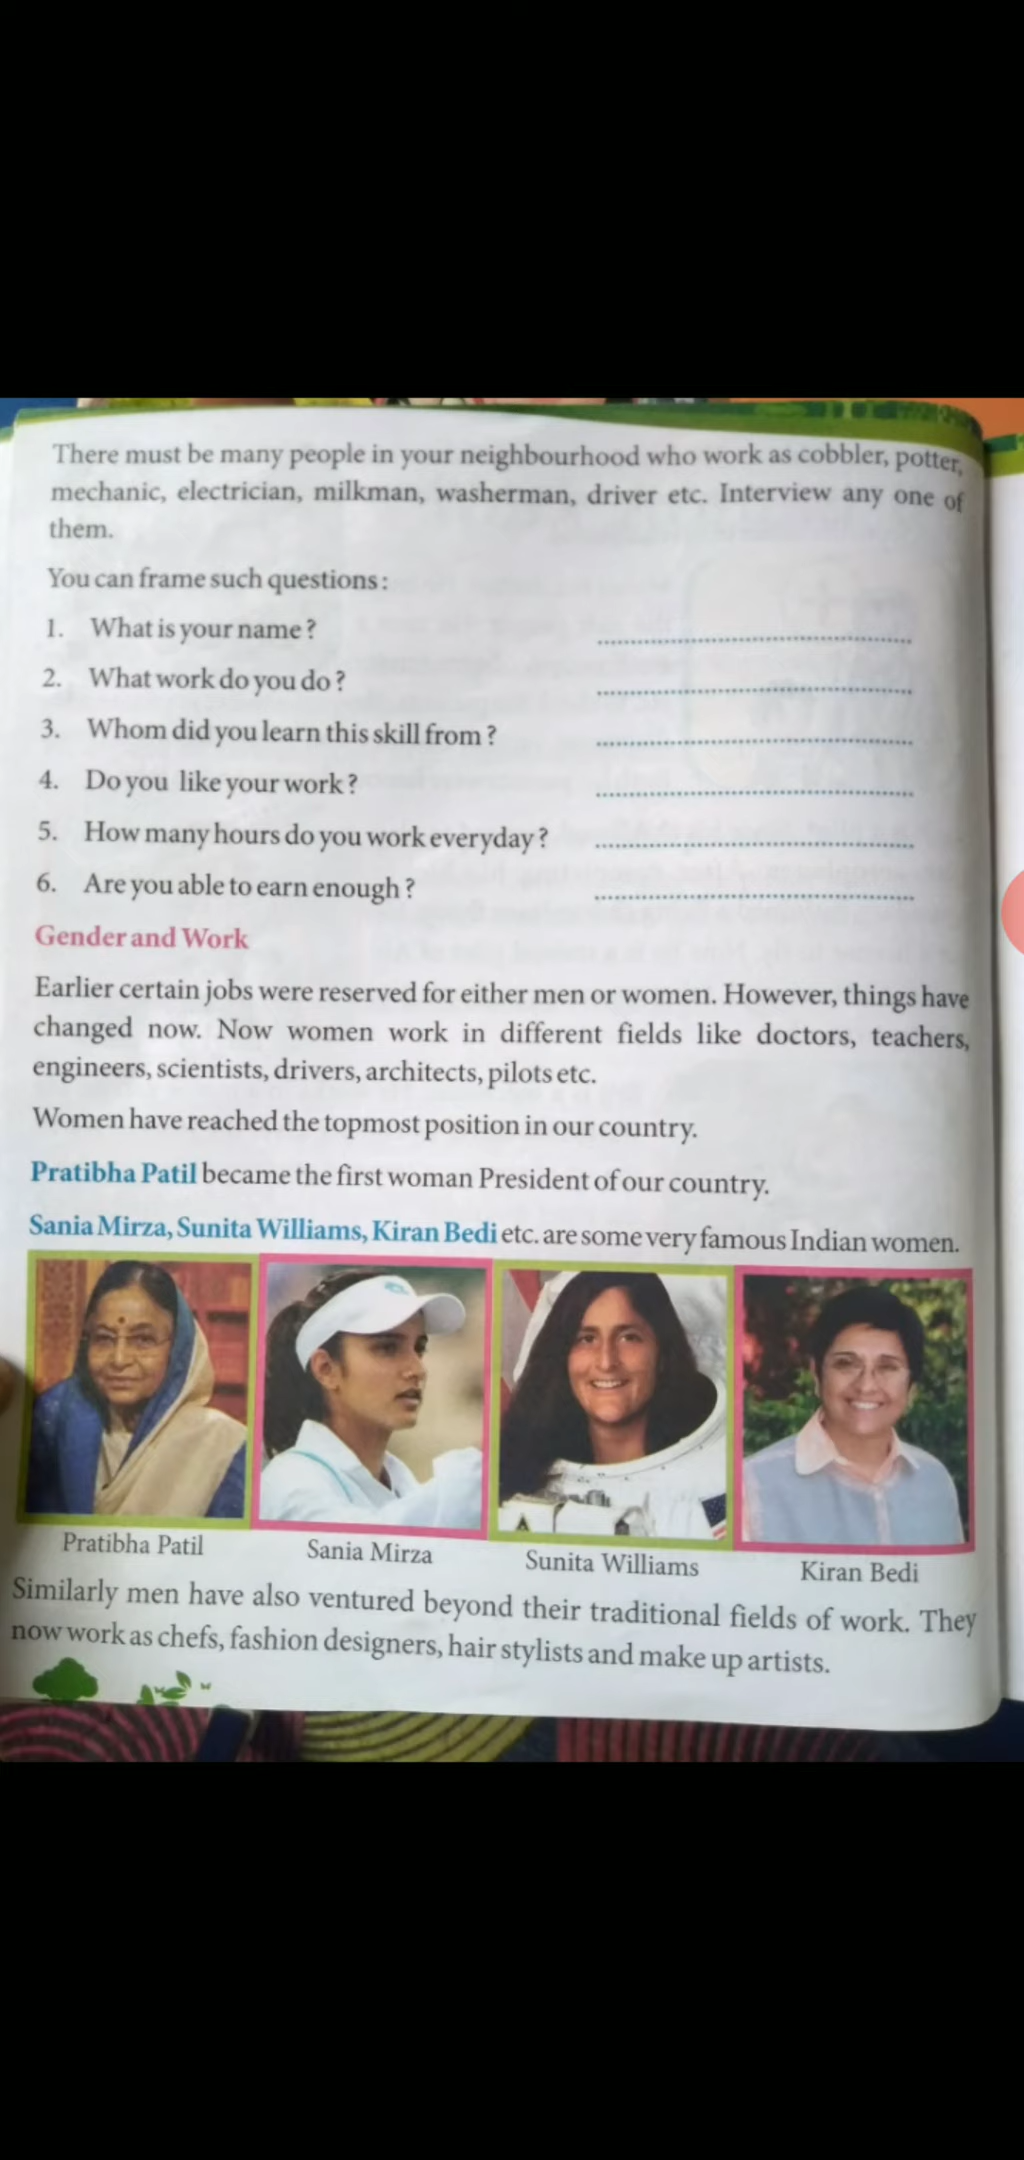 There must be many people in your neighbourhood who work as cobbler, potter,
mechanic, electrician, milkman, washerman, driver etc. Interview any one of
them.
You can frame such questions :
1. What is your name ? ............................................................
2. What work do you do ? ............................................................
3. Whom did you learn this skill from ? ............................................................
4. Do you like your work ? ............................................................
5. How many hours do you work everyday ? ............................................................
6. Are you able to earn enough ? ............................................................
Gender and Work
Earlier certain jobs were reserved for either men or women. However, things have
changed now. Now women work in different fields like doctors, teachers,
engineers, scientists, drivers, architects, pilots etc.
Women have reached the topmost position in our country.
Pratibha Patil became the first woman President of our country.
Sania Mirza, Sunita Williams, Kiran Bedi etc. are some very famous Indian women.
Pratibha Patil Sania Mirza Sunita Williams Kiran Bedi
Similarly men have also ventured beyond their traditional fields of work. They
now work as chefs, fashion designers, hair stylists and make up artists.